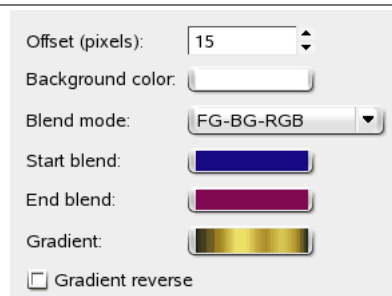 Offset (pixels): 15
Background color:
Blend mode: FG-BG-RGB
Start blend:
End blend:
Gradient:
Gradient reverse